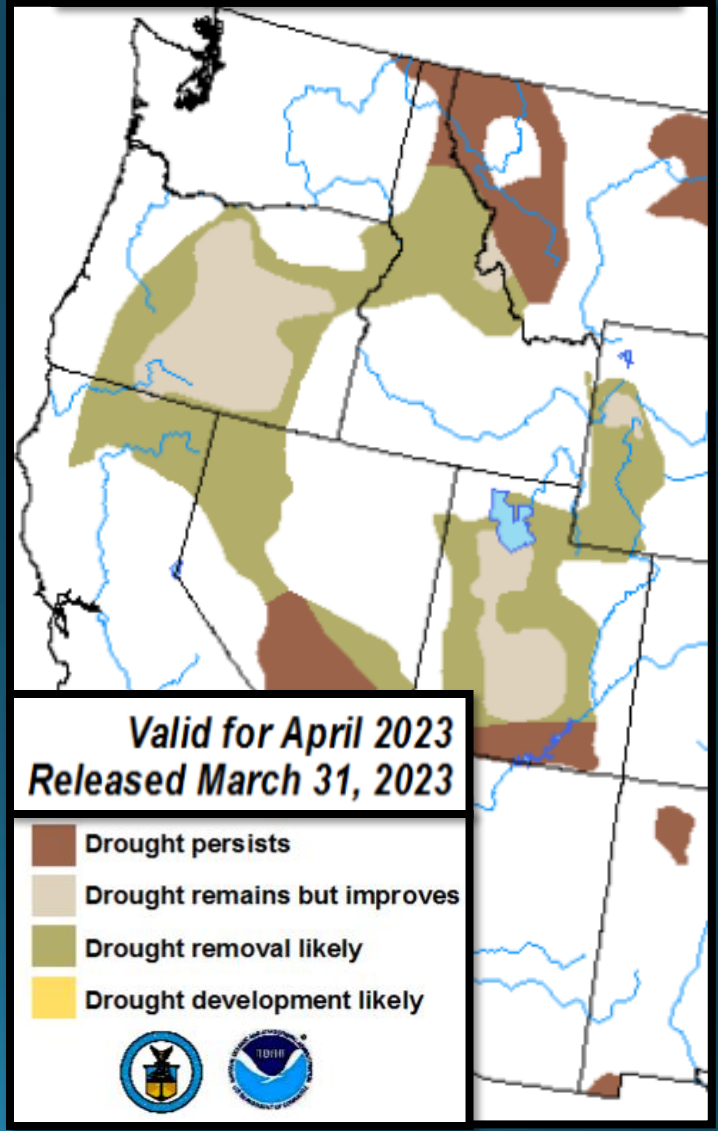 Valid for April 2023
Released March 31, 2023
Drought persists
Drought remains but improves
Drought removal likely
Drought development likely